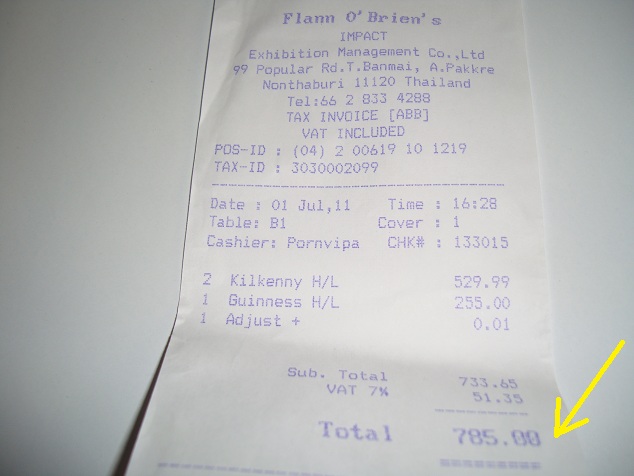 Flann O'Brien's
IMPACT
Exhibition Management Co.,Ltd
99 Popular Rd.T.Banmai, A.Pakkre
Nonthaburi 11120 Thailand
Tel:66 2 833 4288
TAX INVOICE [ABB]
VAT INCLUDED
POS-ID : (04) 2 00619 10 1219
TAX-ID : 3030002099
Date : 01 Jul,11 Time : 16:28
Table: B1 Cover : 1
Cashier: Pornvipa CHK# : 133015
2 Kilkenny H/L 529.99
1 Guinness H/L 255.00
1 Adjust + 0.01
Sub. Total 733.65
VAT 7% 51.35
Total 785.00